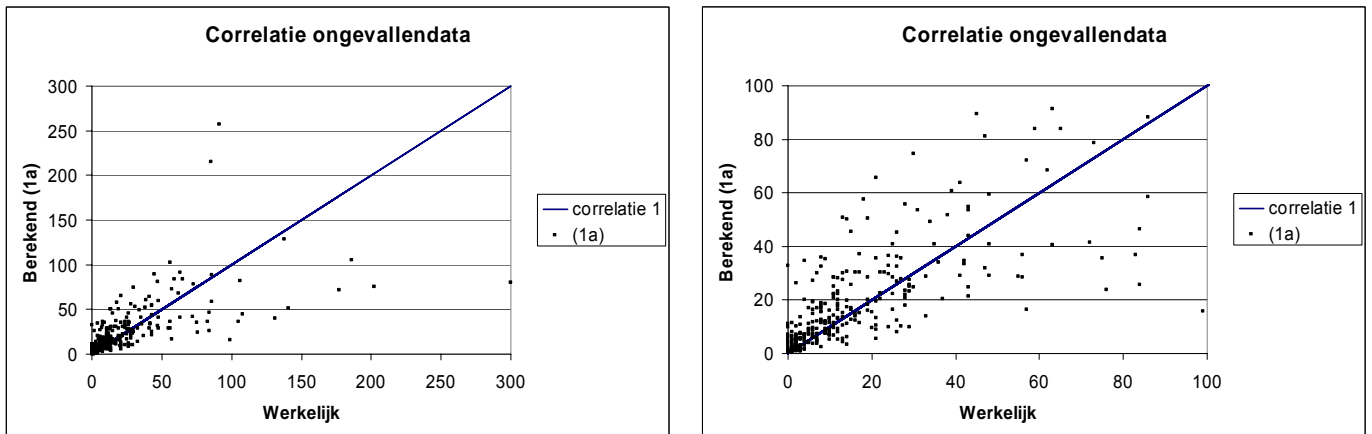 Correlatie ongevallendata
300
250
200
150
100
50
0
0 50 100 150 200 250 300
Berekend (1a)
Werkelijk
correlatie 1
(1a)
Correlatie ongevallendata
100
80
60
40
20
0
0 20 40 60 80 100
Berekend (1a)
Werkelijk
correlatie 1
(1a)